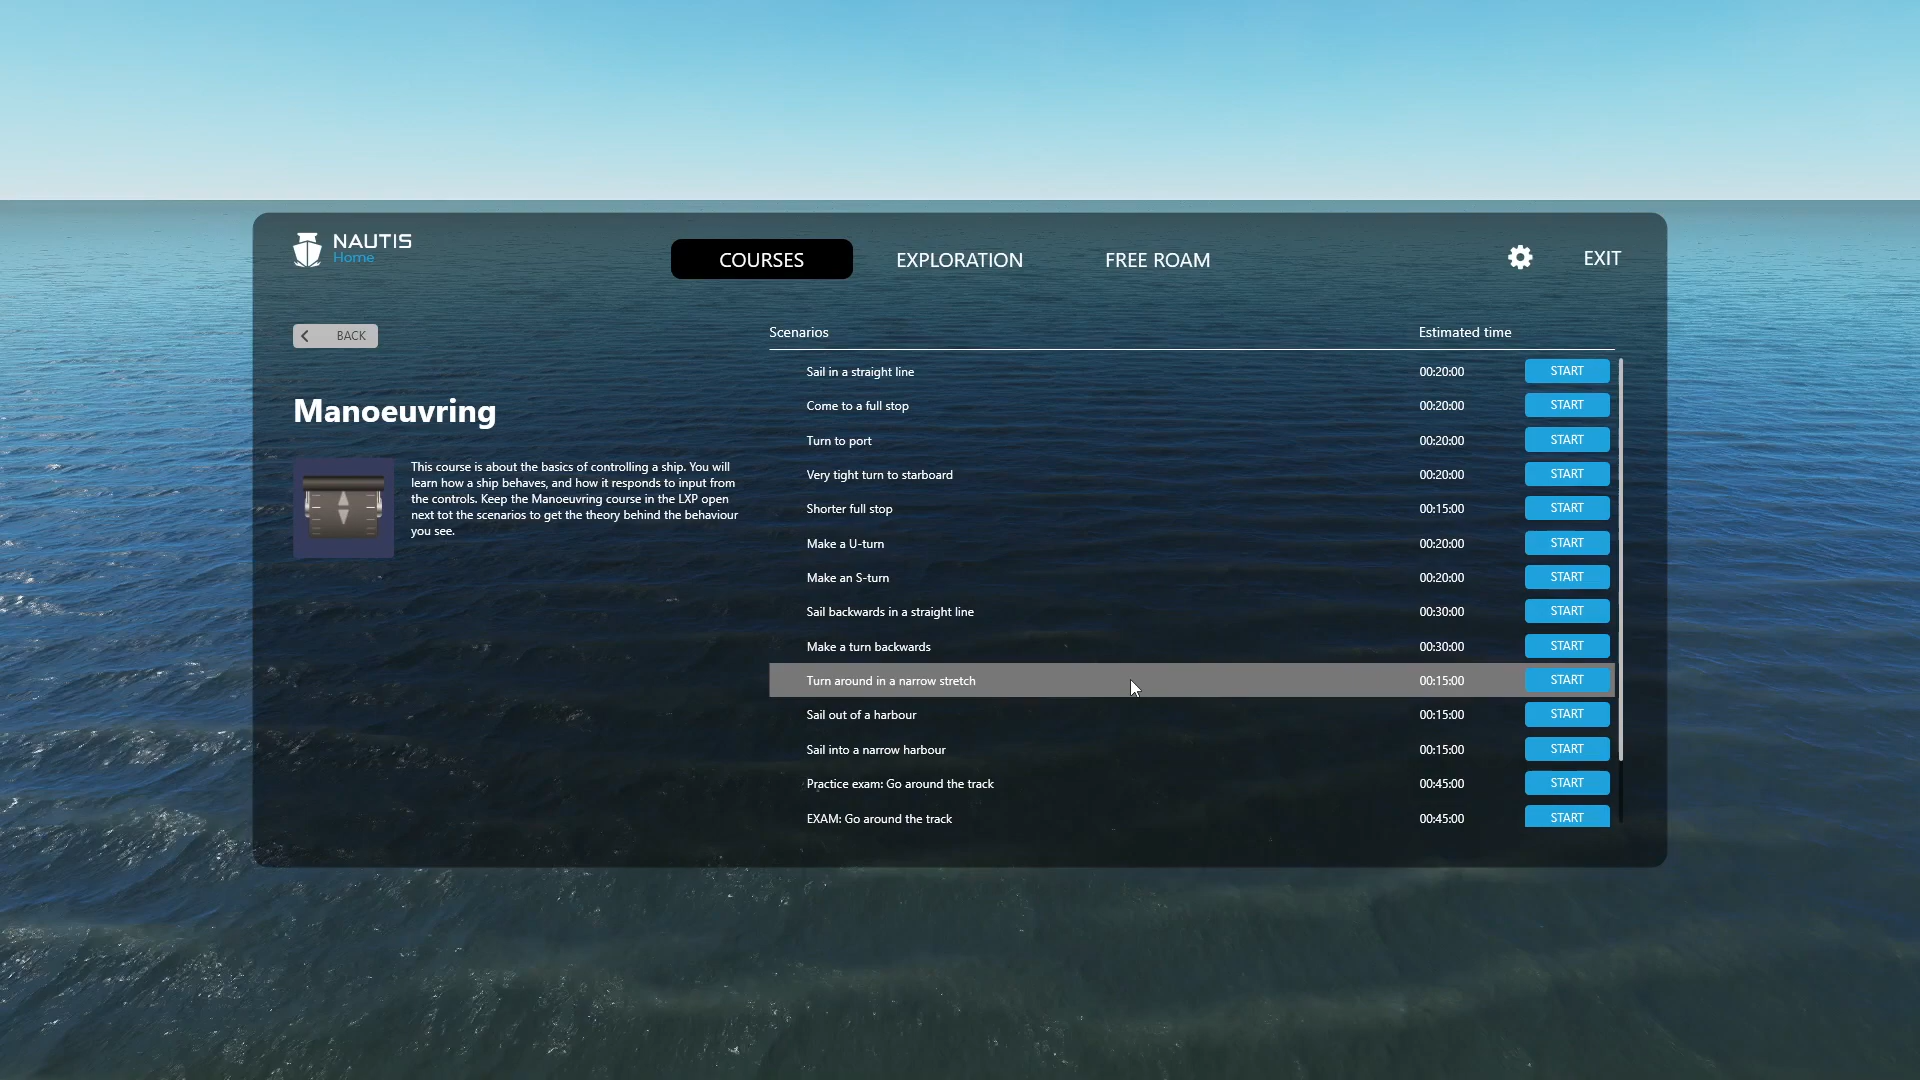 NAUTIS
Home
COURSES
EXPLORATION
FREE ROAM
EXIT
BACK
Manoeuvring
This course is about the basics of controlling a ship. You will
learn how a ship behaves, and how it responds to input from
the controls. Keep the Manoeuvring course in the LXP open
next tot the scenarios to get the theory behind the behaviour
you see.
Scenarios Estimated time
Sail in a straight line 00:20:00 START
Come to a full stop 00:20:00 START
Turn to port 00:20:00 START
Very tight turn to starboard 00:20:00 START
Shorter full stop 00:15:00 START
Make a U-turn 00:20:00 START
Make an S-turn 00:20:00 START
Sail backwards in a straight line 00:30:00 START
Make a turn backwards 00:30:00 START
Turn around in a narrow stretch 00:15:00 START
Sail out of a harbour 00:15:00 START
Sail into a narrow harbour 00:15:00 START
Practice exam: Go around the track 00:45:00 START
EXAM: Go around the track 00:45:00 START